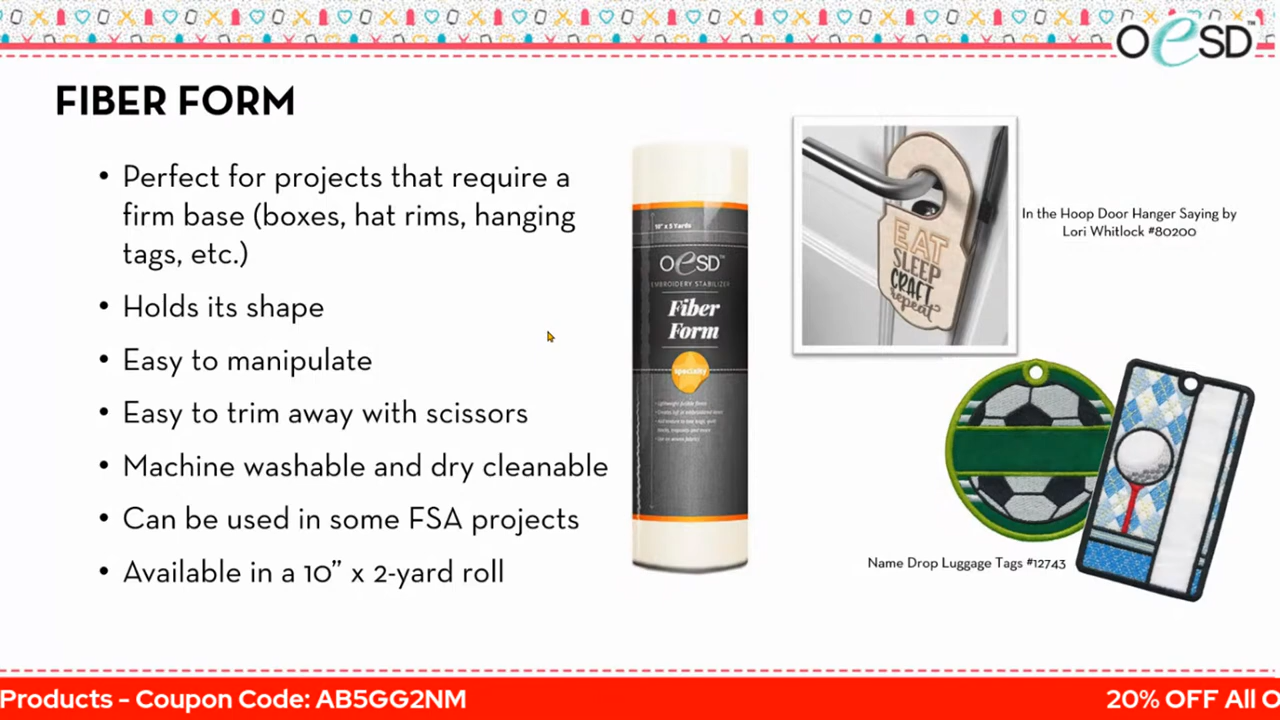 OESD™
FIBER FORM
• Perfect for projects that require a
firm base (boxes, hat rims, hanging
tags, etc.)
• Holds its shape
• Easy to manipulate
• Easy to trim away with scissors
• Machine washable and dry cleanable
• Can be used in some FSA projects
• Available in a 10” x 2-yard roll
OESD™
EMBROIDERY STABILIZER
Fiber
Form
specialty
EAT
SLEEP
CRAFT
repeat
In the Hoop Door Hanger Saying by
Lori Whitlock #80200
Name Drop Luggage Tags #12743
Products - Coupon Code: AB5GG2NM
20% OFF All O